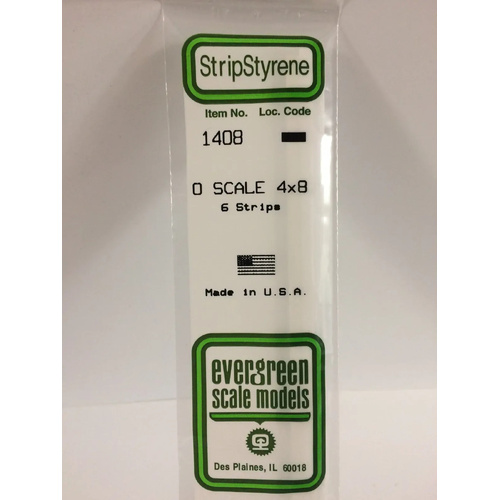 StripStyrene
Item No. Loc. Code
1408
O SCALE 4x8
6 Strips
Made in U.S.A.
evergreen
scale models
Des Plaines, IL 60018